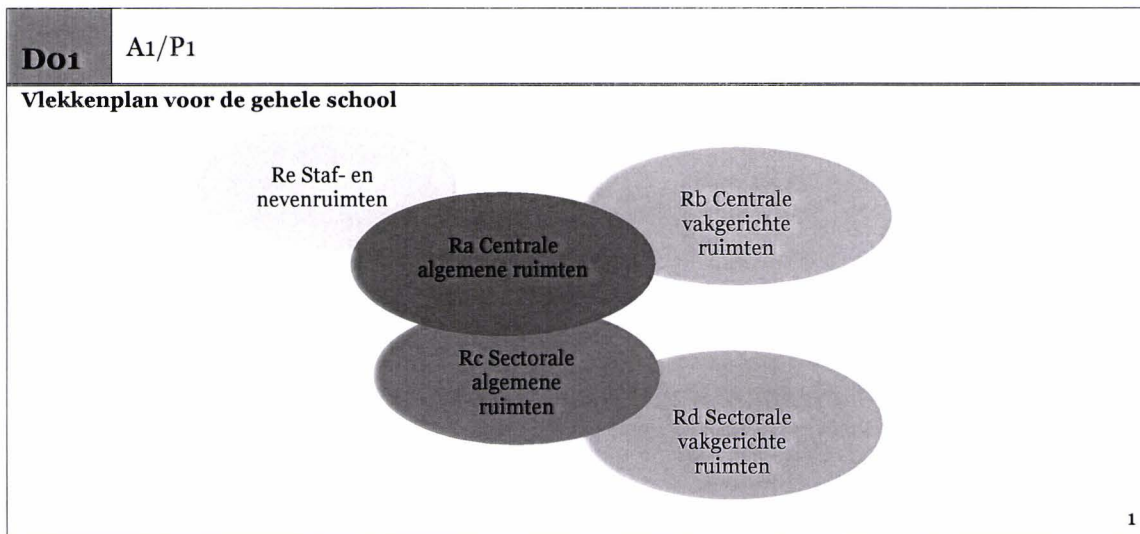 D01
A1/P1
Vlekkenplan voor de gehele school
Re Staf- en
nevenruimten
Ra Centrale
algemene ruimten
Rb Centrale
vakgerichte
ruimten
Rc Sectorale
algemene
ruimten
Rd Sectorale
vakgerichte
ruimten
1